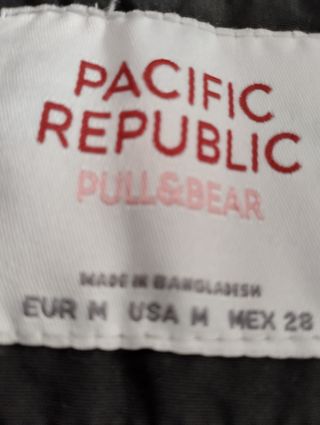 PACIFIC
REPUBLIC
PULL&BEAR
MADE IN BANGLADESH
EUR M USA M MEX 28